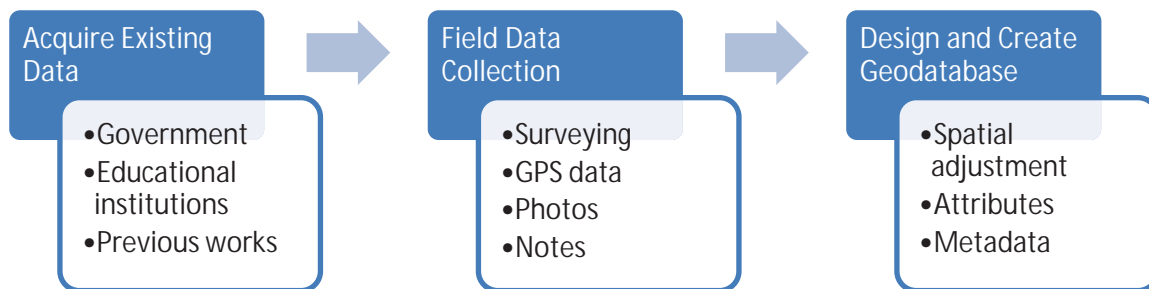 Acquire Existing
Data
•Government
•Educational
institutions
•Previous works
Field Data
Collection
•Surveying
•GPS data
•Photos
•Notes
Design and Create
Geodatabase
•Spatial
adjustment
•Attributes
•Metadata